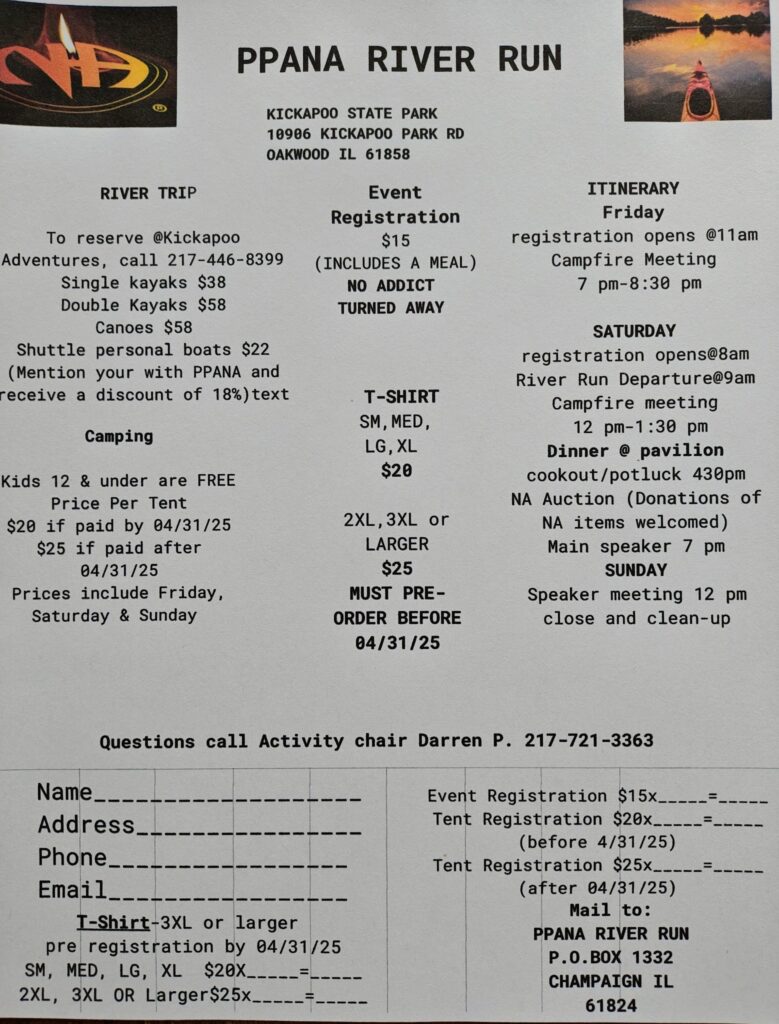 NA
®
PPANA RIVER RUN
KICKAPOO STATE PARK
10906 KICKAPOO PARK RD
OAKWOOD IL 61858
RIVER TRIP
To reserve @Kickapoo
Adventures, call 217-446-8399
Single kayaks $38
Double Kayaks $58
Canoes $58
Shuttle personal boats $22
(Mention your with PPANA and
receive a discount of 18%)text
Camping
Kids 12 & under are FREE
Price Per Tent
$20 if paid by 04/31/25
$25 if paid after
04/31/25
Prices include Friday,
Saturday & Sunday
Event
Registration
$15
(INCLUDES A MEAL)
NO ADDICT
TURNED AWAY
T-SHIRT
SM,MED,
LG,XL
$20
2XL,3XL or
LARGER
$25
MUST PRE-
ORDER BEFORE
04/31/25
ITINERARY
Friday
registration opens @11am
Campfire Meeting
7 pm-8:30 pm
SATURDAY
registration opens@8am
River Run Departure@9am
Campfire meeting
12 pm-1:30 pm
Dinner @ pavilion
cookout/potluck 430pm
NA Auction (Donations of
NA items welcomed)
Main speaker 7 pm
SUNDAY
Speaker meeting 12 pm
close and clean-up
Questions call Activity chair Darren P. 217-721-3363
Name____________________
Address_________________
Phone__________________
Email____________________
T-Shirt-3XL or larger
pre registration by 04/31/25
SM, MED, LG, XL $20X_____=_____
2XL, 3XL OR Larger$25x_____=_____
Event Registration $15x_____=_____
Tent Registration $20x_____=_____
(before 4/31/25)
Tent Registration $25x_____=_____
(after 04/31/25)
Mail to:
PPANA RIVER RUN
P.O.BOX 1332
CHAMPAIGN IL
61824